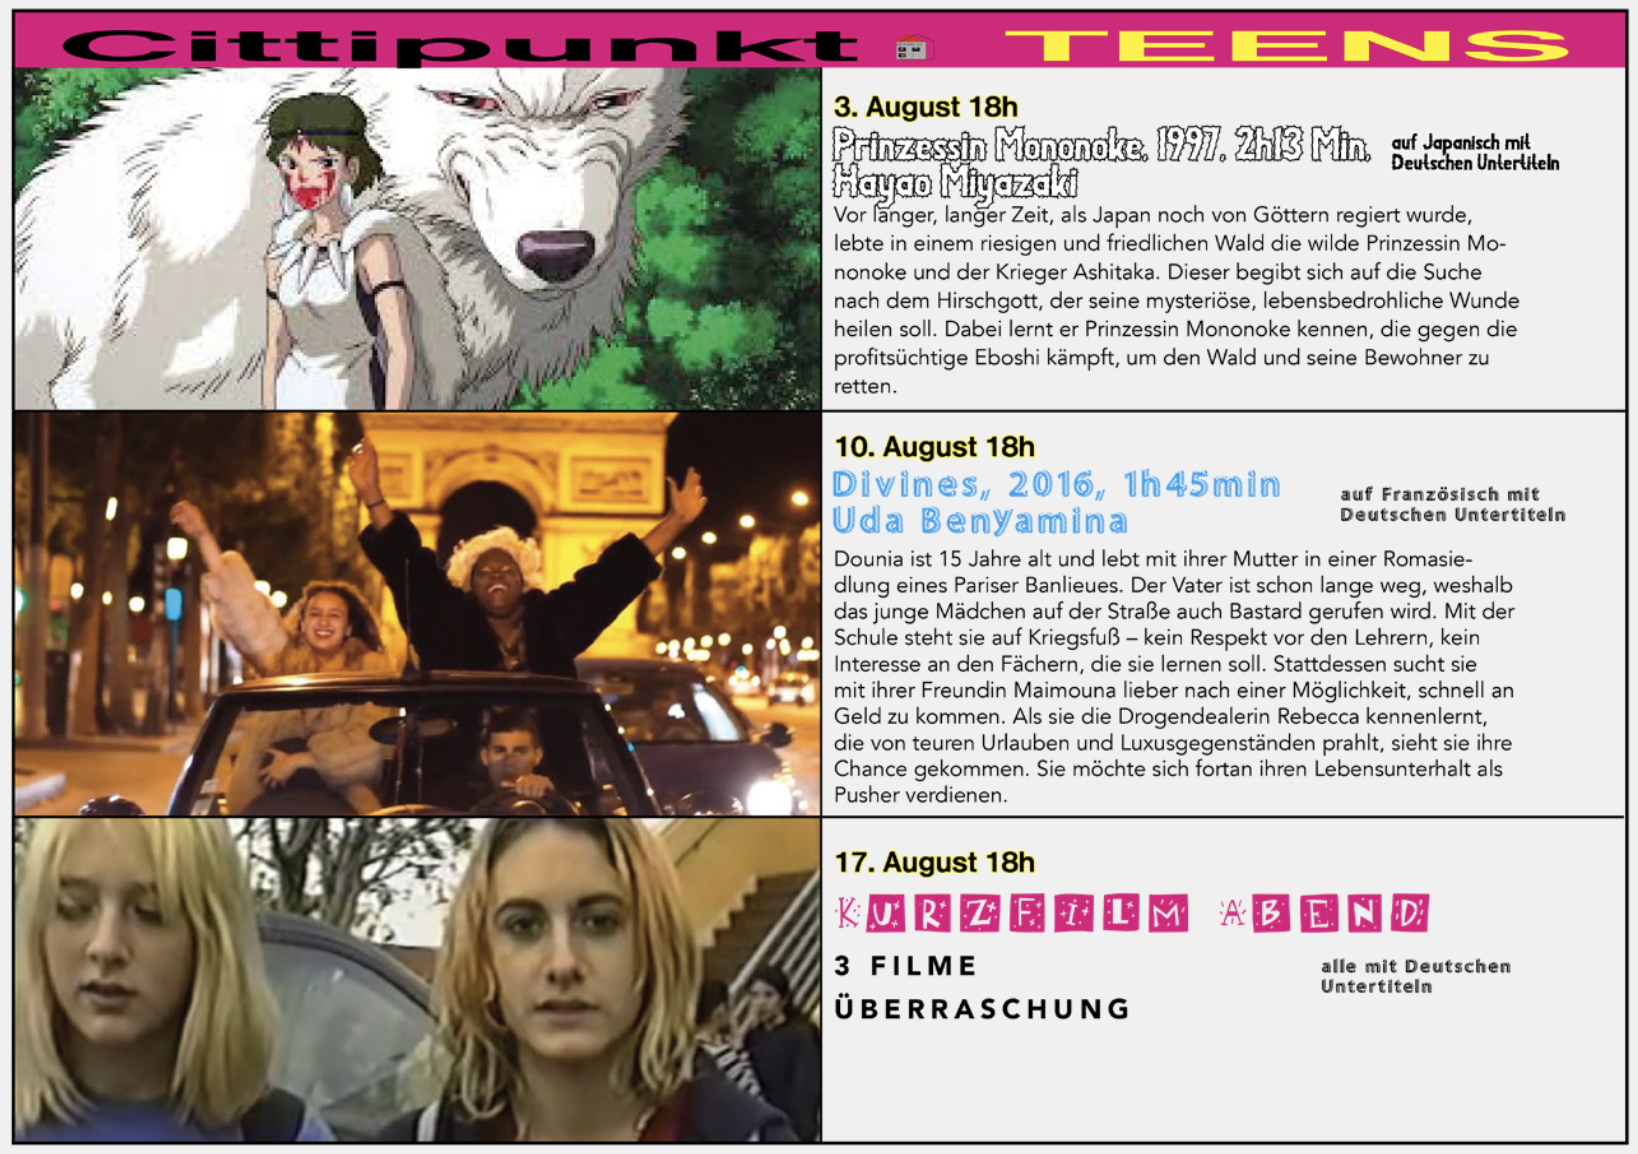 Cittipunkt TEENS
3. August 18h
Prinzessin Mononoke, 1997, 2h13 Min,
Hayao Miyazaki
auf Japanisch mit
Deutschen Untertiteln
Vor langer, langer Zeit, als Japan noch von Göttern regiert wurde,
lebte in einem riesigen und friedlichen Wald die wilde Prinzessin Mo-
nonoke und der Krieger Ashitaka. Dieser begibt sich auf die Suche
nach dem Hirschgott, der seine mysteriöse, lebensbedrohliche Wunde
heilen soll. Dabei lernt er Prinzessin Mononoke kennen, die gegen die
profitsüchtige Eboshi kämpft, um den Wald und seine Bewohner zu
retten.
10. August 18h
Divines, 2016, 1h45min
Uda Benyamina
auf Französisch mit
Deutschen Untertiteln
Dounia ist 15 Jahre alt und lebt mit ihrer Mutter in einer Romasie-
dlung eines Pariser Banlieues. Der Vater ist schon lange weg, weshalb
das junge Mädchen auf der Straße auch Bastard gerufen wird. Mit der
Schule steht sie auf Kriegsfuß – kein Respekt vor den Lehrern, kein
Interesse an den Fächern, die sie lernen soll. Stattdessen sucht sie
mit ihrer Freundin Maimouna lieber nach einer Möglichkeit, schnell an
Geld zu kommen. Als sie die Drogendealerin Rebecca kennenlernt,
die von teuren Urlauben und Luxusgegenständen prahlt, sieht sie ihre
Chance gekommen. Sie möchte sich fortan ihren Lebensunterhalt als
Pusher verdienen.
17. August 18h
KURZFILM ABEND
3 FILME
ÜBERRASCHUNG
alle mit Deutschen
Untertiteln